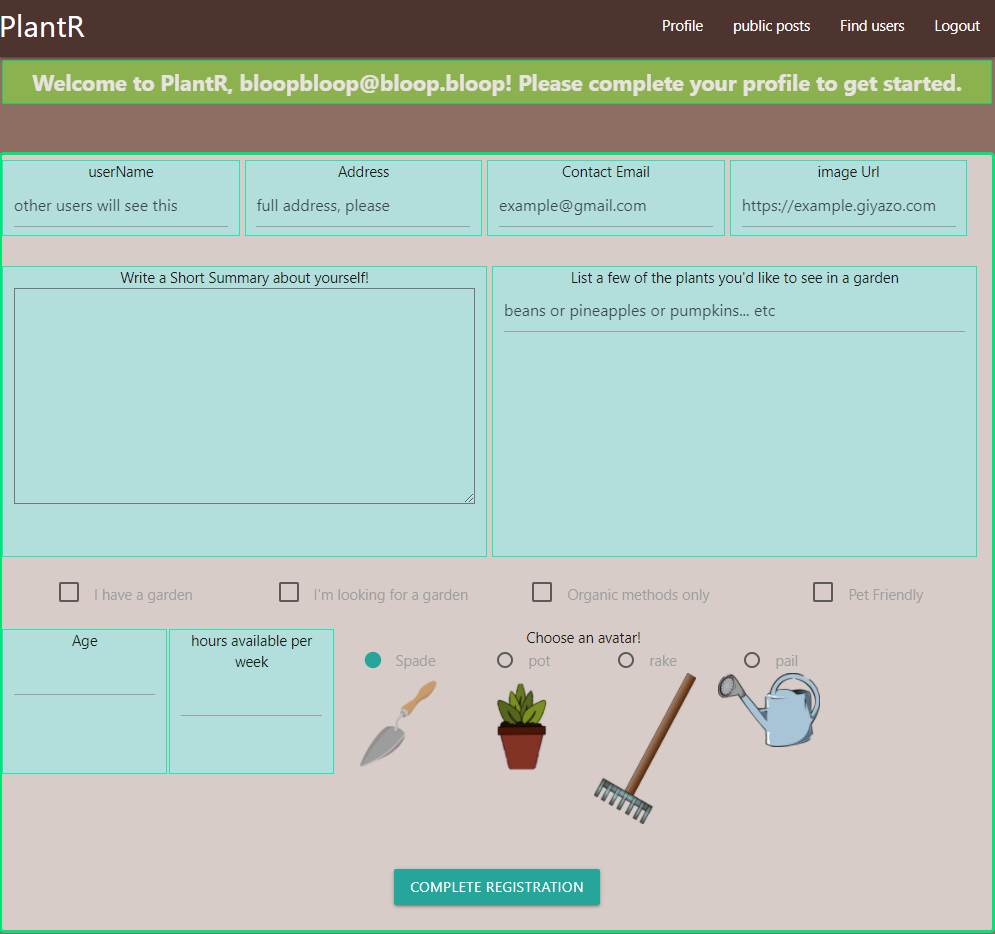 PlantR
Profile
public posts
Find users
Logout
Welcome to PlantR, bloopbloop@bloop.bloop! Please complete your profile to get started.
userName
other users will see this
Address
full address, please
Contact Email
example@gmail.com
image Url
https://example.giyazo.com
Write a Short Summary about yourself!
List a few of the plants you'd like to see in a garden
beans or pineapples or pumpkins... etc
I have a garden
I'm looking for a garden
Organic methods only
Pet Friendly
Age
hours available per
week
Choose an avatar!
Spade
pot
rake
pail
COMPLETE REGISTRATION